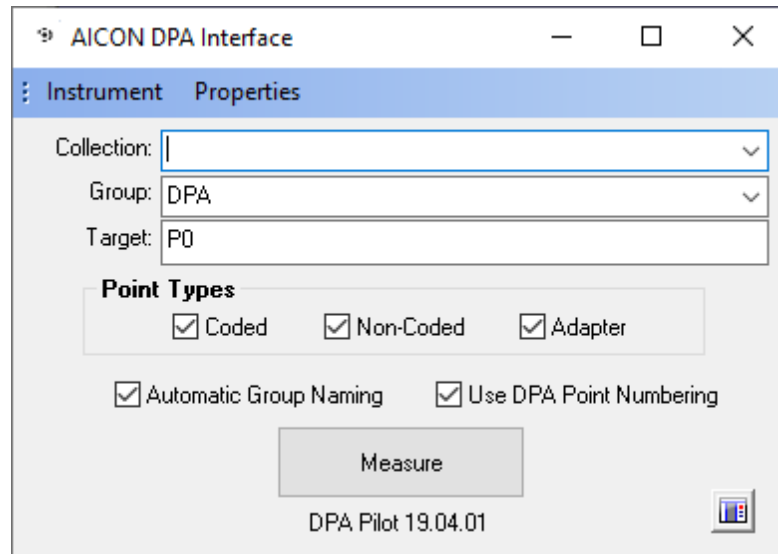 AICON DPA Interface
Instrument Properties
Collection:
Group: DPA
Target: P0
Point Types
Coded Non-Coded Adapter
Automatic Group Naming Use DPA Point Numbering
Measure
DPA Pilot 19.04.01